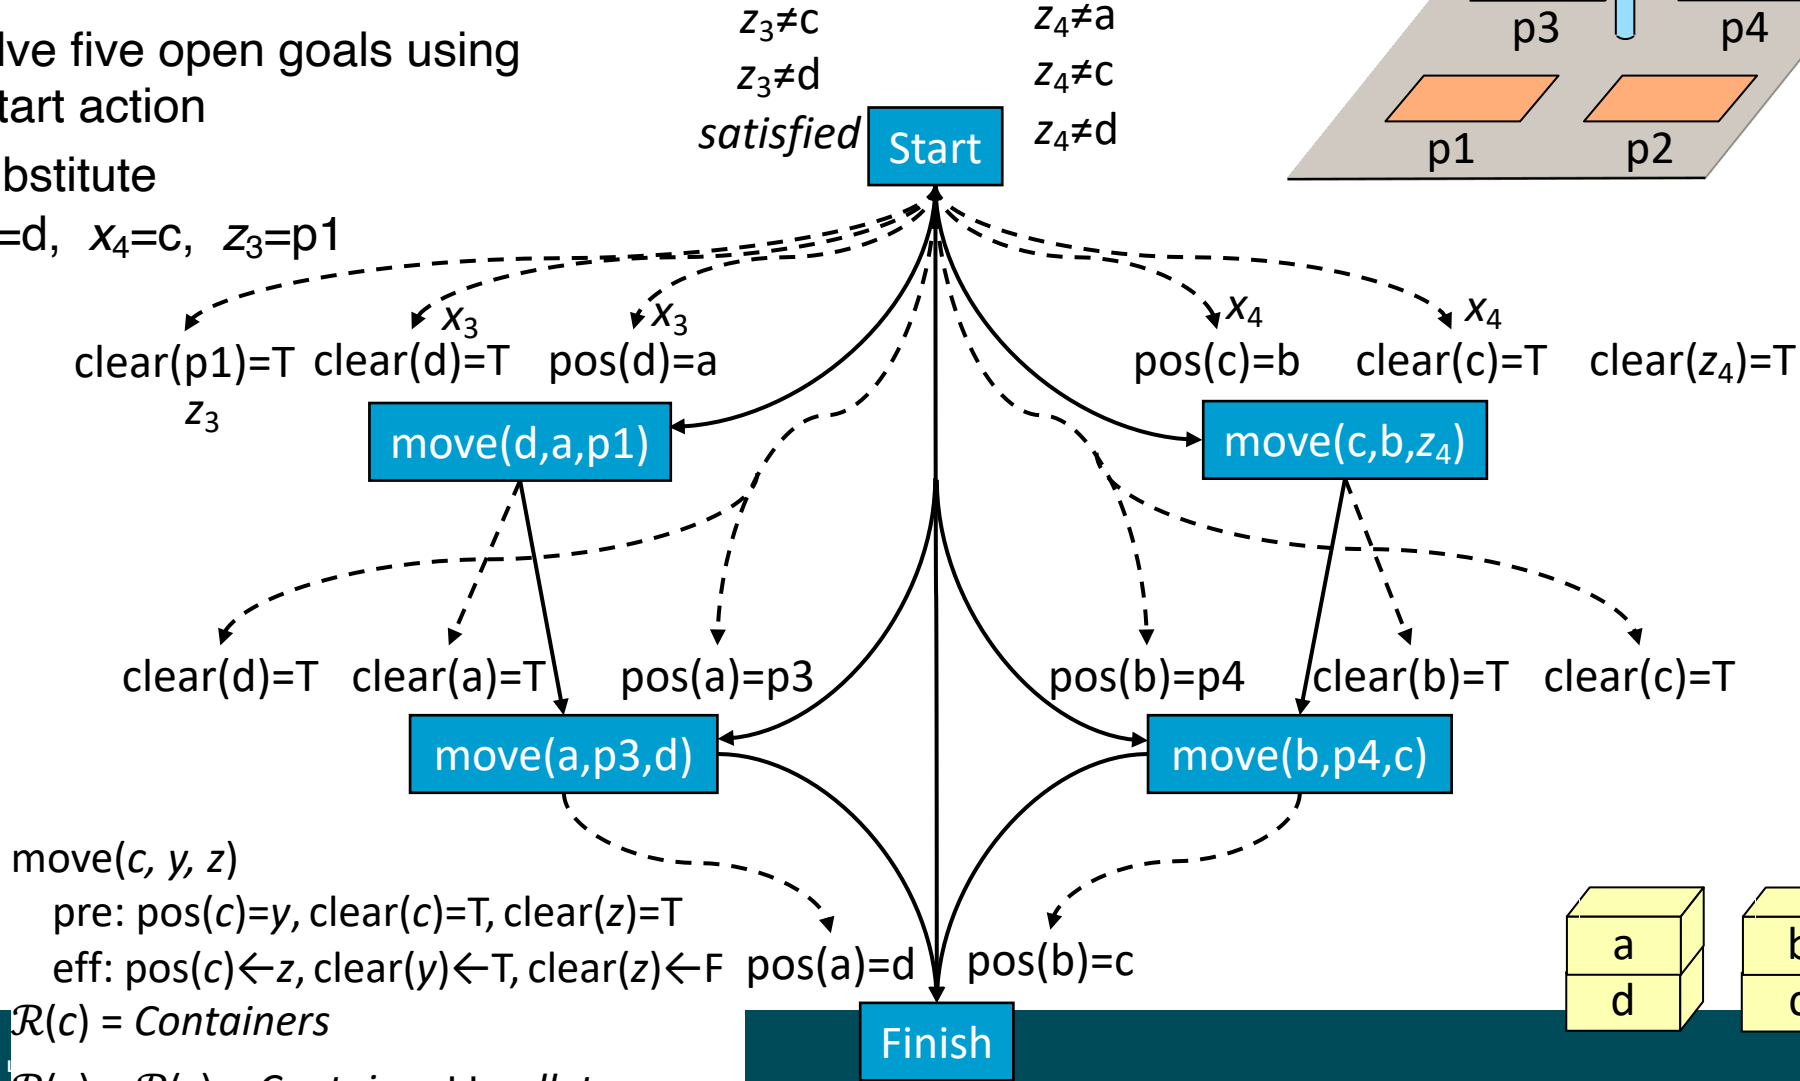 z₃≠c
z₄≠a
lve five open goals using
z₃≠d
z₄≠c
tart action
satisfied
Start
z₄≠d
p3
p4
p1
p2
bstitute
=d, x₄=c, z₃=p1
x₃
x₃
x₄
x₄
clear(p1)=T
clear(d)=T
pos(d)=a
pos(c)=b
clear(c)=T
clear(z₄)=T
z₃
move(d,a,p1)
move(c,b,z₄)
clear(d)=T
clear(a)=T
pos(a)=p3
pos(b)=p4
clear(b)=T
clear(c)=T
move(a,p3,d)
move(b,p4,c)
move(c, y, z)
pre: pos(c)=y, clear(c)=T, clear(z)=T
eff: pos(c)←z, clear(y)←T, clear(z)←F
pos(a)=d
pos(b)=c
a
d
ℛ(c) = Containers
Finish